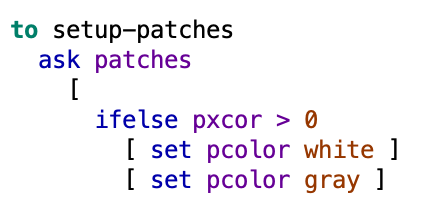 to setup-patches
ask patches
[
ifelse pxcor > 0
[ set pcolor white ]
[ set pcolor gray ]